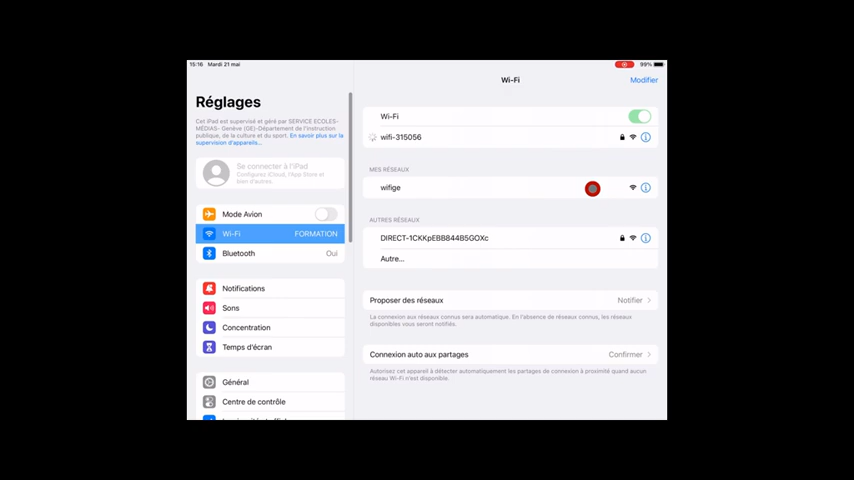 15:16 Mardi 21 mai
99%
Réglages
Cet iPad est supervisé et géré par SERVICE ECOLES-
MÉDIAS- Genève (GE)-Département de l'instruction
publique, de la culture et du sport. En savoir plus sur la
supervision d'appareils...
Se connecter à l'iPad
Configurez iCloud, l'App Store et
bien d'autres.
Mode Avion
Wi-Fi FORMATION
Bluetooth Oui
Notifications
Sons
Concentration
Temps d'écran
Général
Centre de contrôle
Wi-Fi
Modifier
Wi-Fi
wifi-315056
MES RÉSEAUX
wifige
AUTRES RÉSEAUX
DIRECT-1CKKpEBB844B5GOXc
Autre...
Proposer des réseaux Notifier
La connexion aux réseaux connus sera automatique. En l'absence de réseaux connus, les réseaux
disponibles vous seront notifiés.
Connexion auto aux partages Confirmer
Autorisez cet appareil à détecter automatiquement les partages de connexion à proximité quand aucun
réseau Wi-Fi n'est disponible.